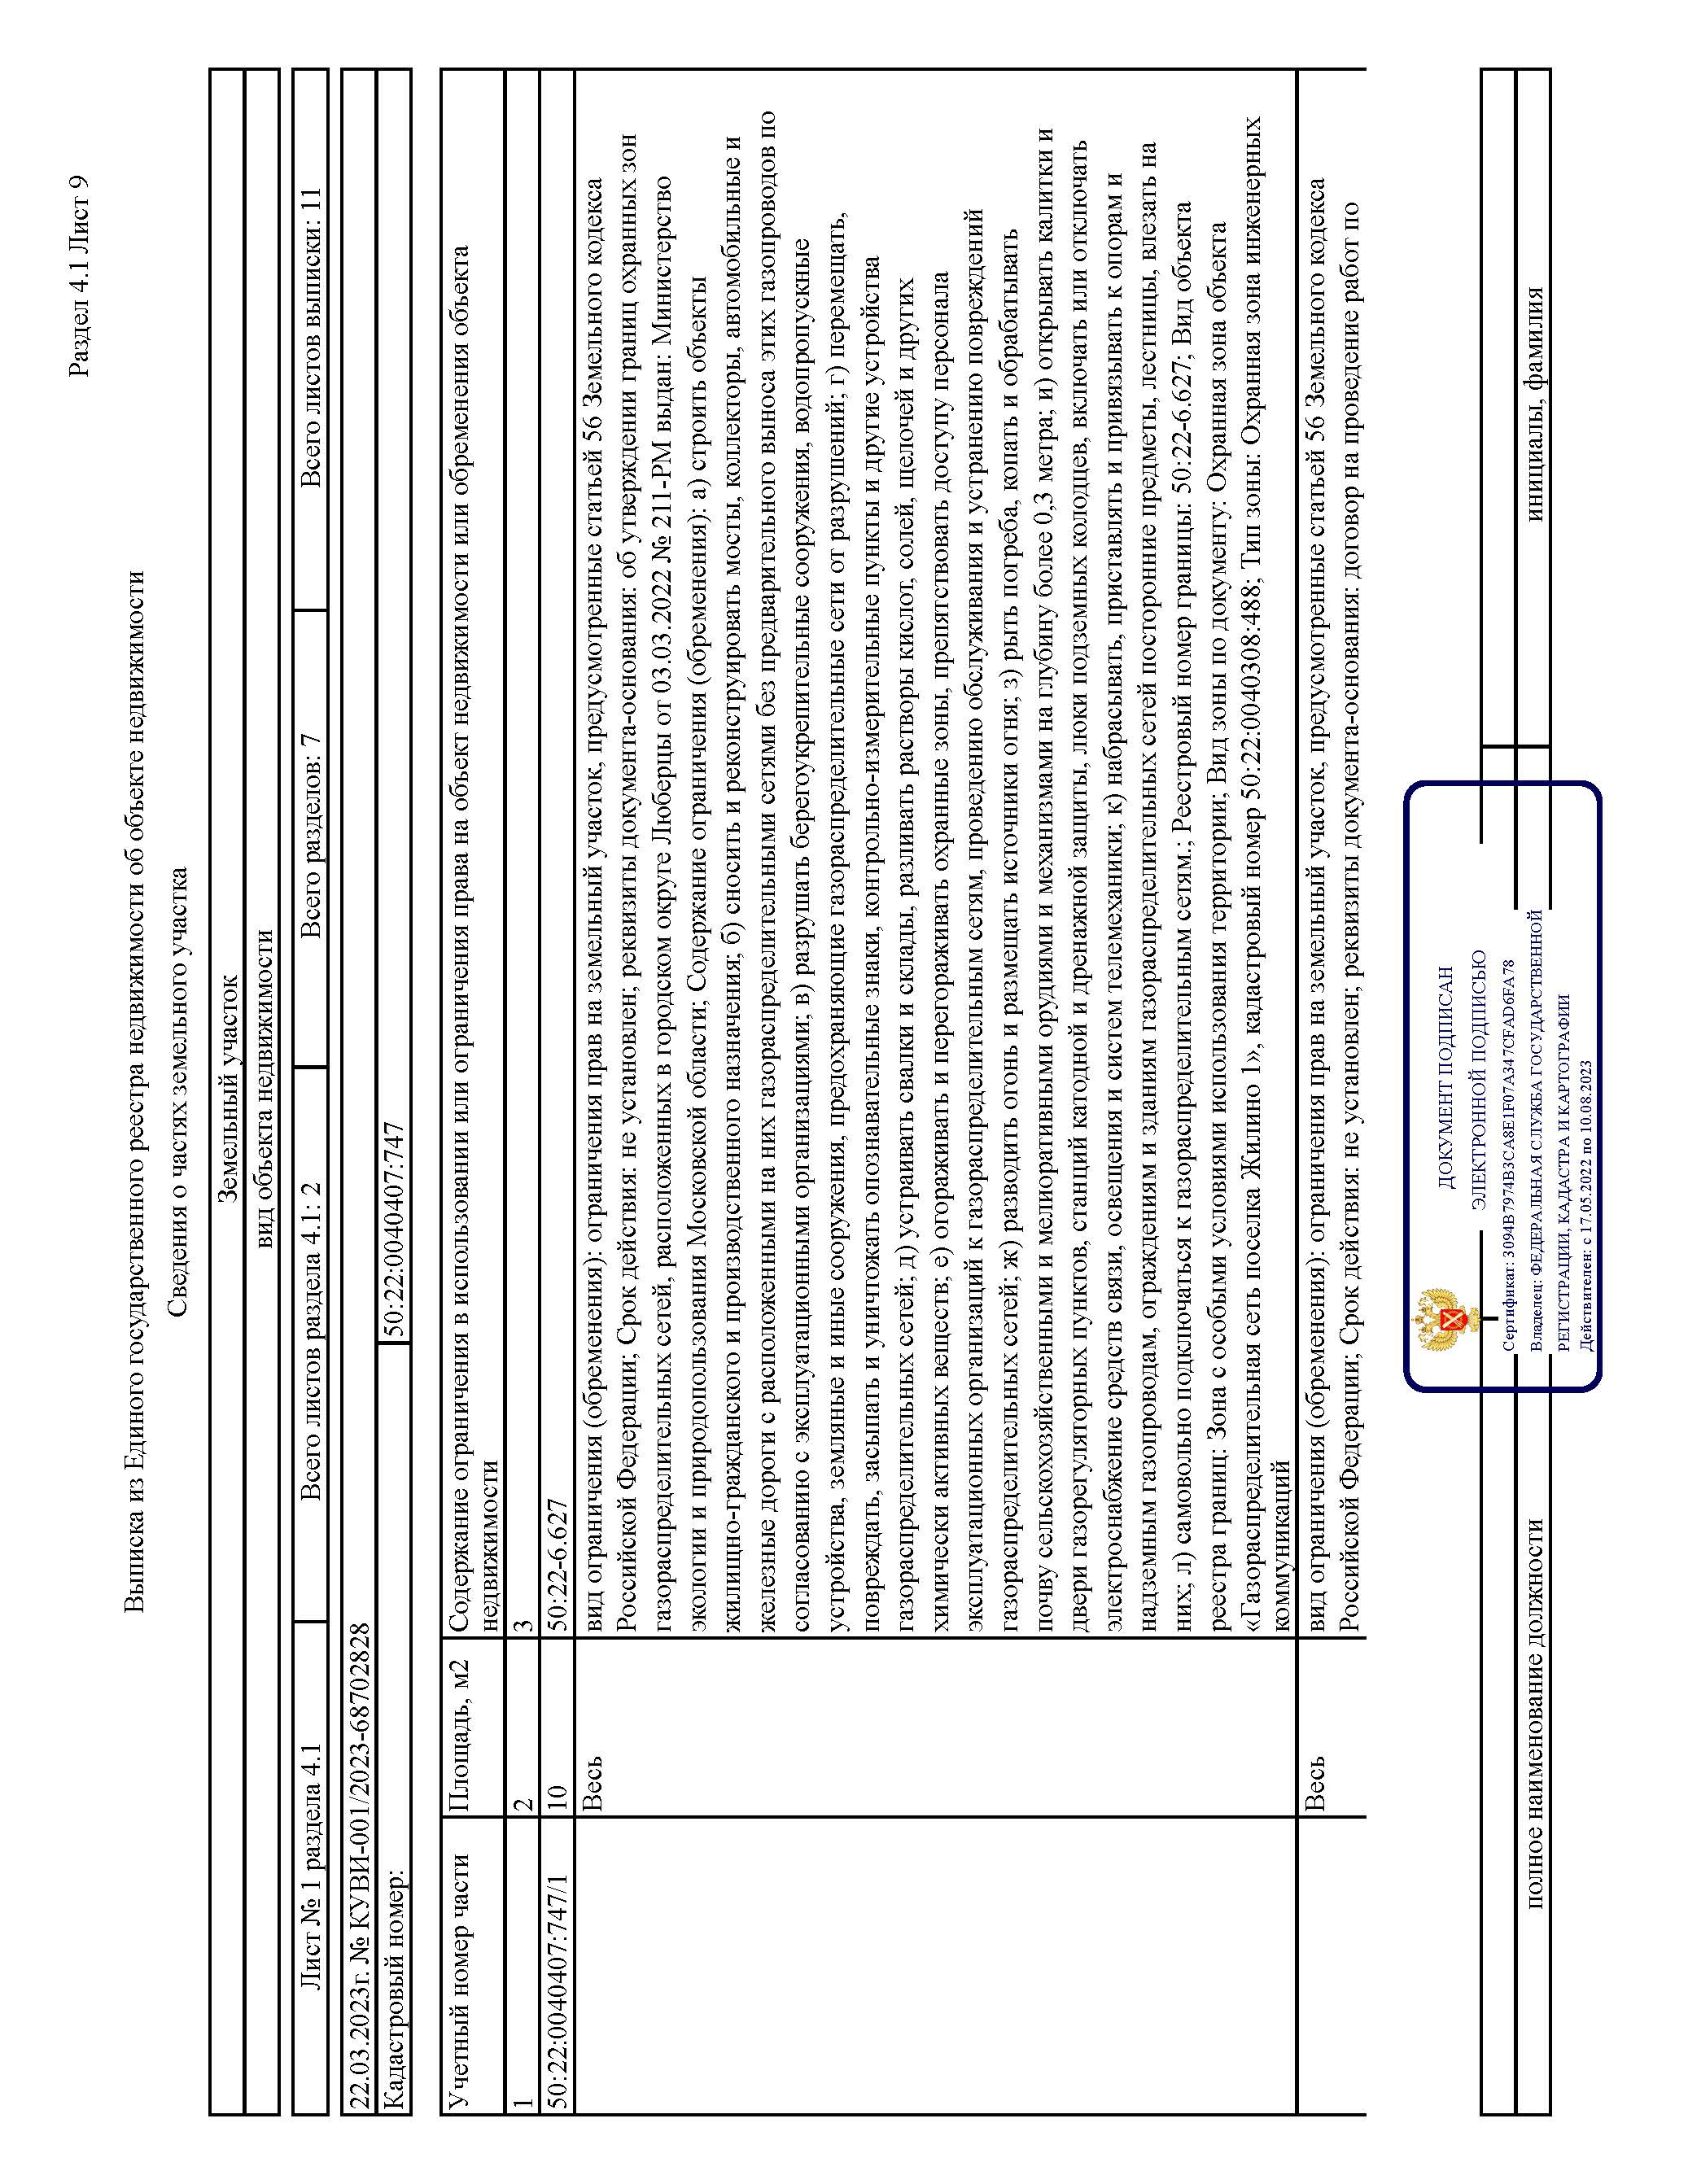 Раздел 4.1 Лист 9
Выписка из Единого государственного реестра недвижимости об объекте недвижимости
Сведения о частях земельного участка
Земельный участок
вид объекта недвижимости
Лист № 1 раздела 4.1 Всего листов раздела 4.1: 2 Всего разделов: 7 Всего листов выписки: 11
22.03.2023г. № КУВИ-001/2023-68702828
Кадастровый номер: 50:22:0040407:747
Учетный номер части Площадь, м2 Содержание ограничения в использовании или ограничения права на объект недвижимости или обременения объекта
недвижимости
1 2 3
50:22:0040407:747/1 10 50:22-6.627
Весь вид ограничения (обременения): ограничения прав на земельный участок, предусмотренные статьей 56 Земельного кодекса
Российской Федерации; Срок действия: не установлен; реквизиты документа-основания: об утверждении границ охранных зон
газораспределительных сетей, расположенных в городском округе Люберцы от 03.03.2022 № 211-РМ выдан: Министерство
экологии и природопользования Московской области; Содержание ограничения (обременения): а) строить объекты
жилищно-гражданского и производственного назначения; б) сносить и реконструировать мосты, коллекторы, автомобильные и
железные дороги с расположенными на них газораспределительными сетями без предварительного выноса этих газопроводов по
согласованию с эксплуатационными организациями; в) разрушать берегоукрепительные сооружения, водопропускные
устройства, земляные и иные сооружения, предохраняющие газораспределительные сети от разрушений; г) перемещать,
повреждать, засыпать и уничтожать опознавательные знаки, контрольно-измерительные пункты и другие устройства
газораспределительных сетей; д) устраивать свалки и склады, разливать растворы кислот, солей, щелочей и других
химически активных веществ; е) огораживать и перегораживать охранные зоны, препятствовать доступу персонала
эксплуатационных организаций к газораспределительным сетям, проведению обслуживания и устранению повреждений
газораспределительных сетей; ж) разводить огонь и размещать источники огня; з) рыть погреба, копать и обрабатывать
почву сельскохозяйственными и мелиоративными орудиями и механизмами на глубину более 0,3 метра; и) открывать калитки и
двери газорегуляторных пунктов, станций катодной и дренажной защиты, люки подземных колодцев, включать или отключать
электроснабжение средств связи, освещения и систем телемеханики; к) набрасывать, приставлять и привязывать к опорам и
надземным газопроводам, ограждениям и зданиям газораспределительных сетей посторонние предметы, лестницы, влезать на
них; л) самовольно подключаться к газораспределительным сетям.; Реестровый номер границы: 50:22-6.627; Вид объекта
реестра границ: Зона с особыми условиями использования территории; Вид зоны по документу: Охранная зона объекта
«Газораспределительная сеть поселка Жилино 1», кадастровый номер 50:22:0040308:488; Тип зоны: Охранная зона инженерных
коммуникаций
Весь вид ограничения (обременения): ограничения прав на земельный участок, предусмотренные статьей 56 Земельного кодекса
Российской Федерации; Срок действия: не установлен; реквизиты документа-основания: договор на проведение работ по
ДОКУМЕНТ ПОДПИСАН
ЭЛЕКТРОННОЙ ПОДПИСЬЮ
Сертификат: 3094B7974B3CA8E1F07A347CFAD6FA78
Владелец: ФЕДЕРАЛЬНАЯ СЛУЖБА ГОСУДАРСТВЕННОЙ
РЕГИСТРАЦИИ, КАДАСТРА И КАРТОГРАФИИ
Действителен: с 17.05.2022 по 10.08.2023
полное наименование должности инициалы, фамилия